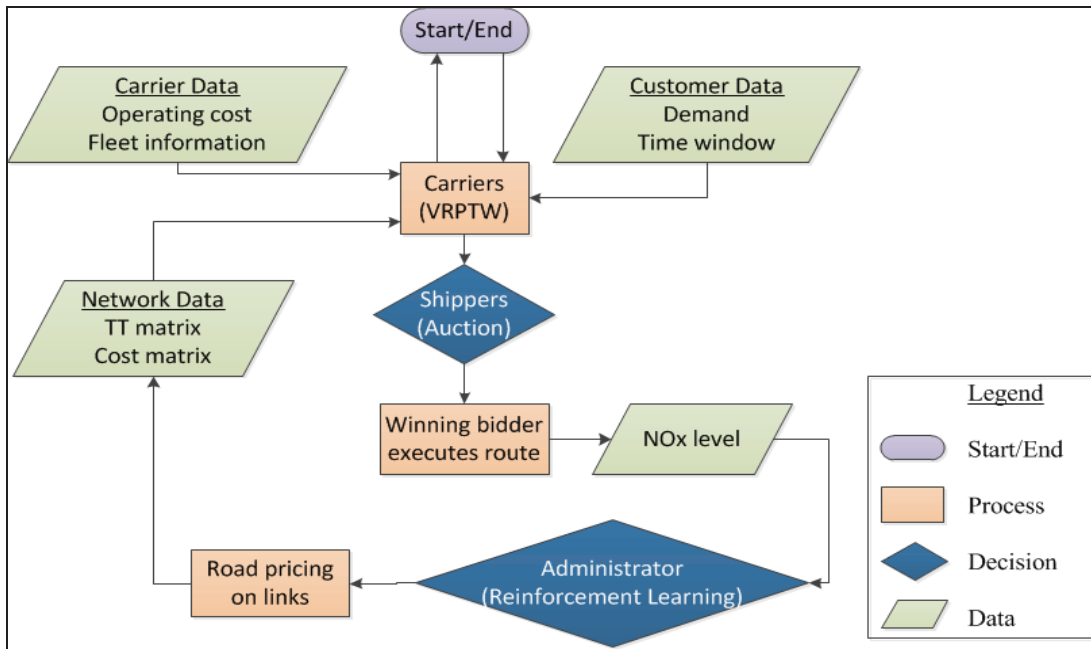 Start/End
Carrier Data
Operating cost
Fleet information
Customer Data
Demand
Time window
Carriers
(VRPTW)
Network Data
TT matrix
Cost matrix
Shippers
(Auction)
Winning bidder
executes route
NOx level
Administrator
(Reinforcement Learning)
Road pricing
on links
Legend
Start/End
Process
Decision
Data